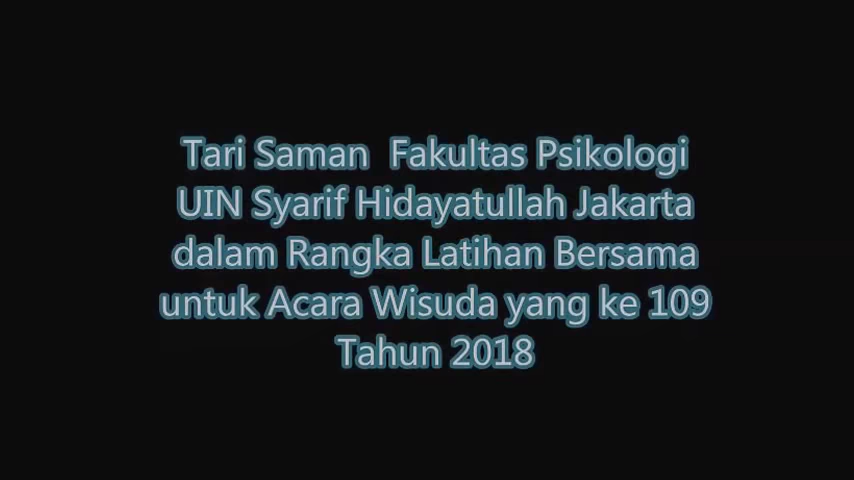 Tari Saman  Fakultas Psikologi
UIN Syarif Hidayatullah Jakarta
dalam Rangka Latihan Bersama
untuk Acara Wisuda yang ke 109
Tahun 2018